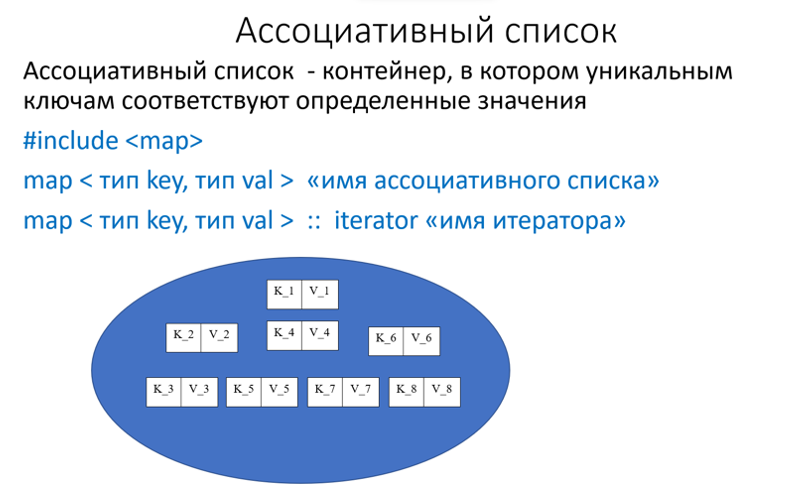 Ассоциативный список
Ассоциативный список - контейнер, в котором уникальным
ключам соответствуют определенные значения
#include <map>
map < тип key, тип val > «имя ассоциативного списка»
map < тип key, тип val > :: iterator «имя итератора»
K_1 V_1
K_2 V_2 K_4 V_4 K_6 V_6
K_3 V_3 K_5 V_5 K_7 V_7 K_8 V_8